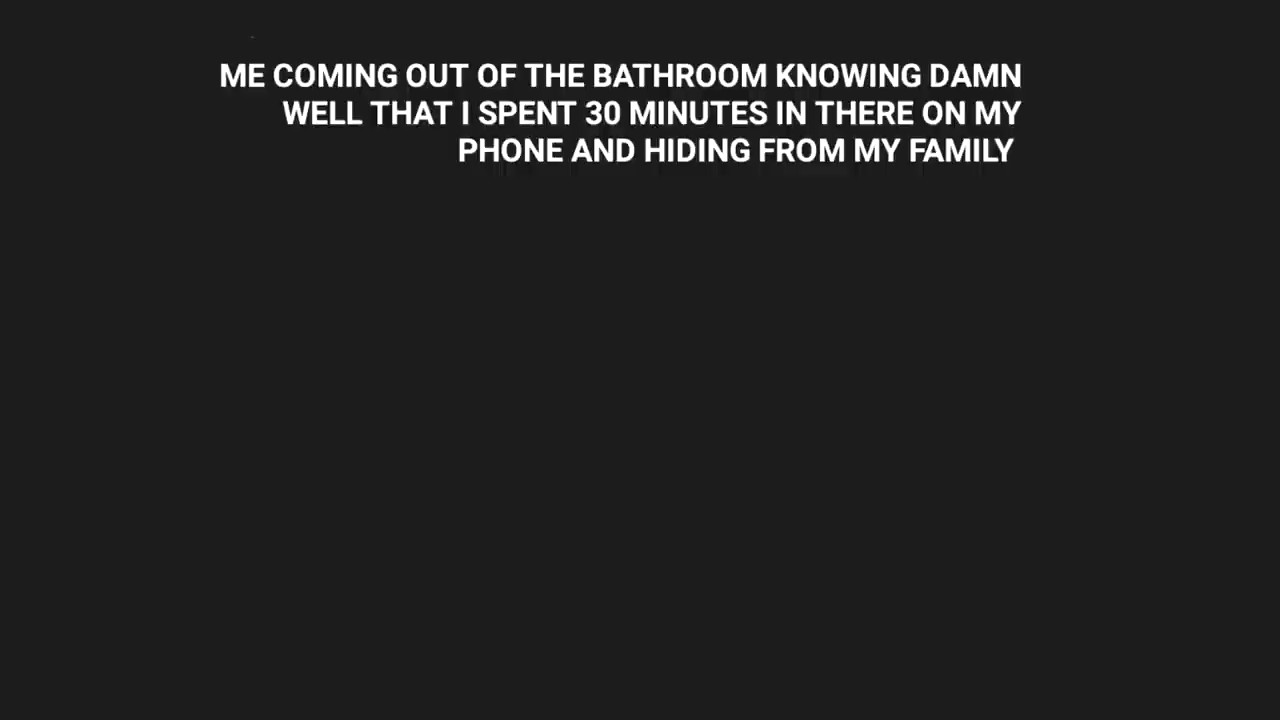 ME COMING OUT OF THE BATHROOM KNOWING DAMN
WELL THAT I SPENT 30 MINUTES IN THERE ON MY
PHONE AND HIDING FROM MY FAMILY